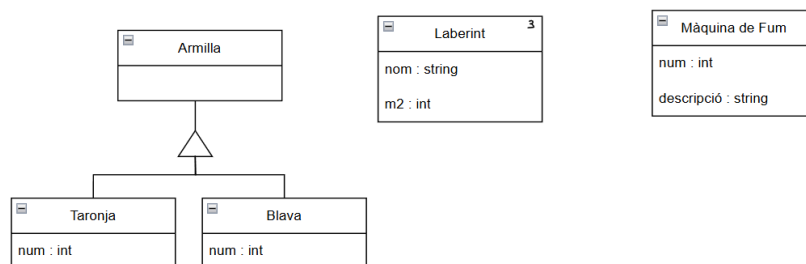 Armilla
Laberint 3
nom : string
m2 : int
Màquina de Fum
num : int
descripció : string
Taronja
num : int
Blava
num : int